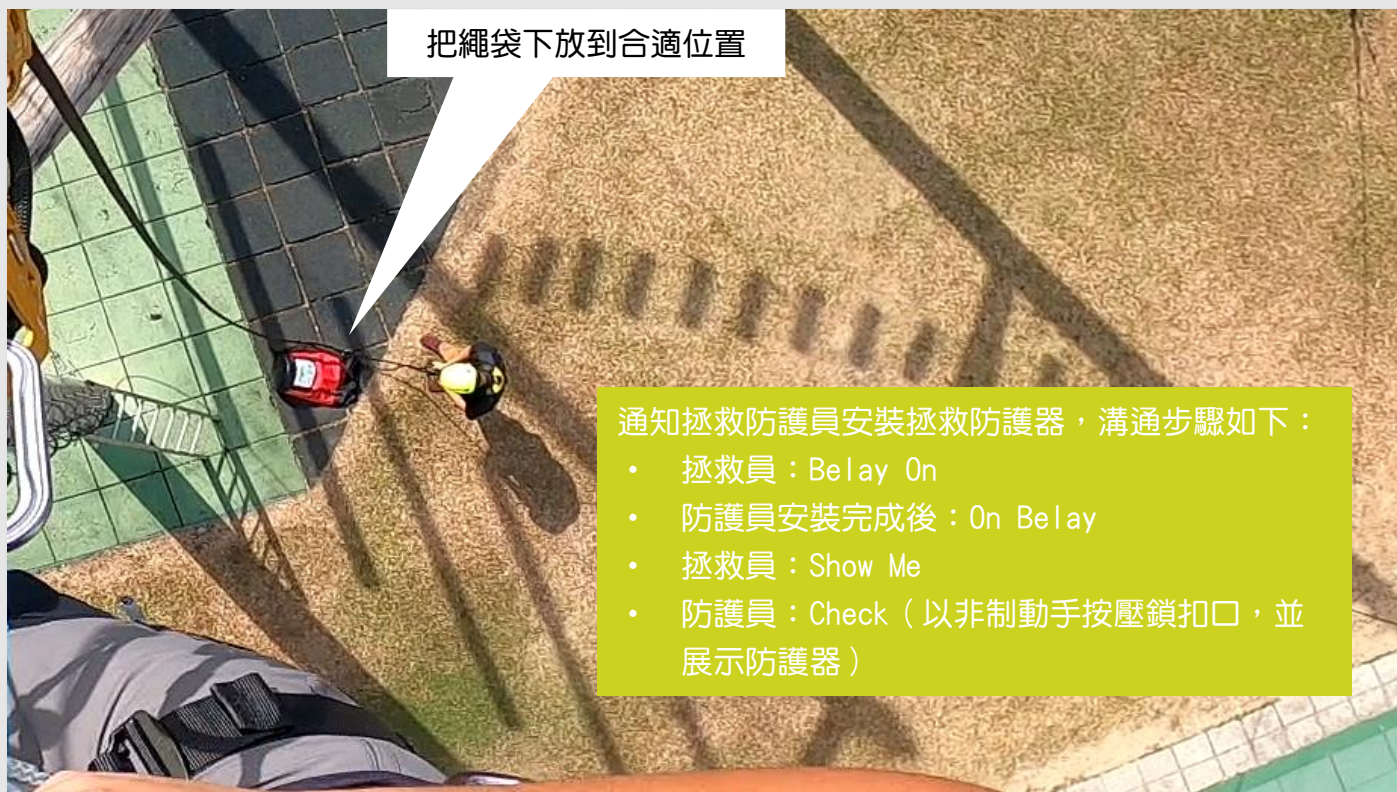 把繩袋下放到合適位置
通知拯救防護員安裝拯救防護器，溝通步驟如下：
• 拯救員：Belay On
• 防護員安裝完成後：On Belay
• 拯救員：Show Me
• 防護員：Check（以非制動手按壓鎖扣口，並
展示防護器）